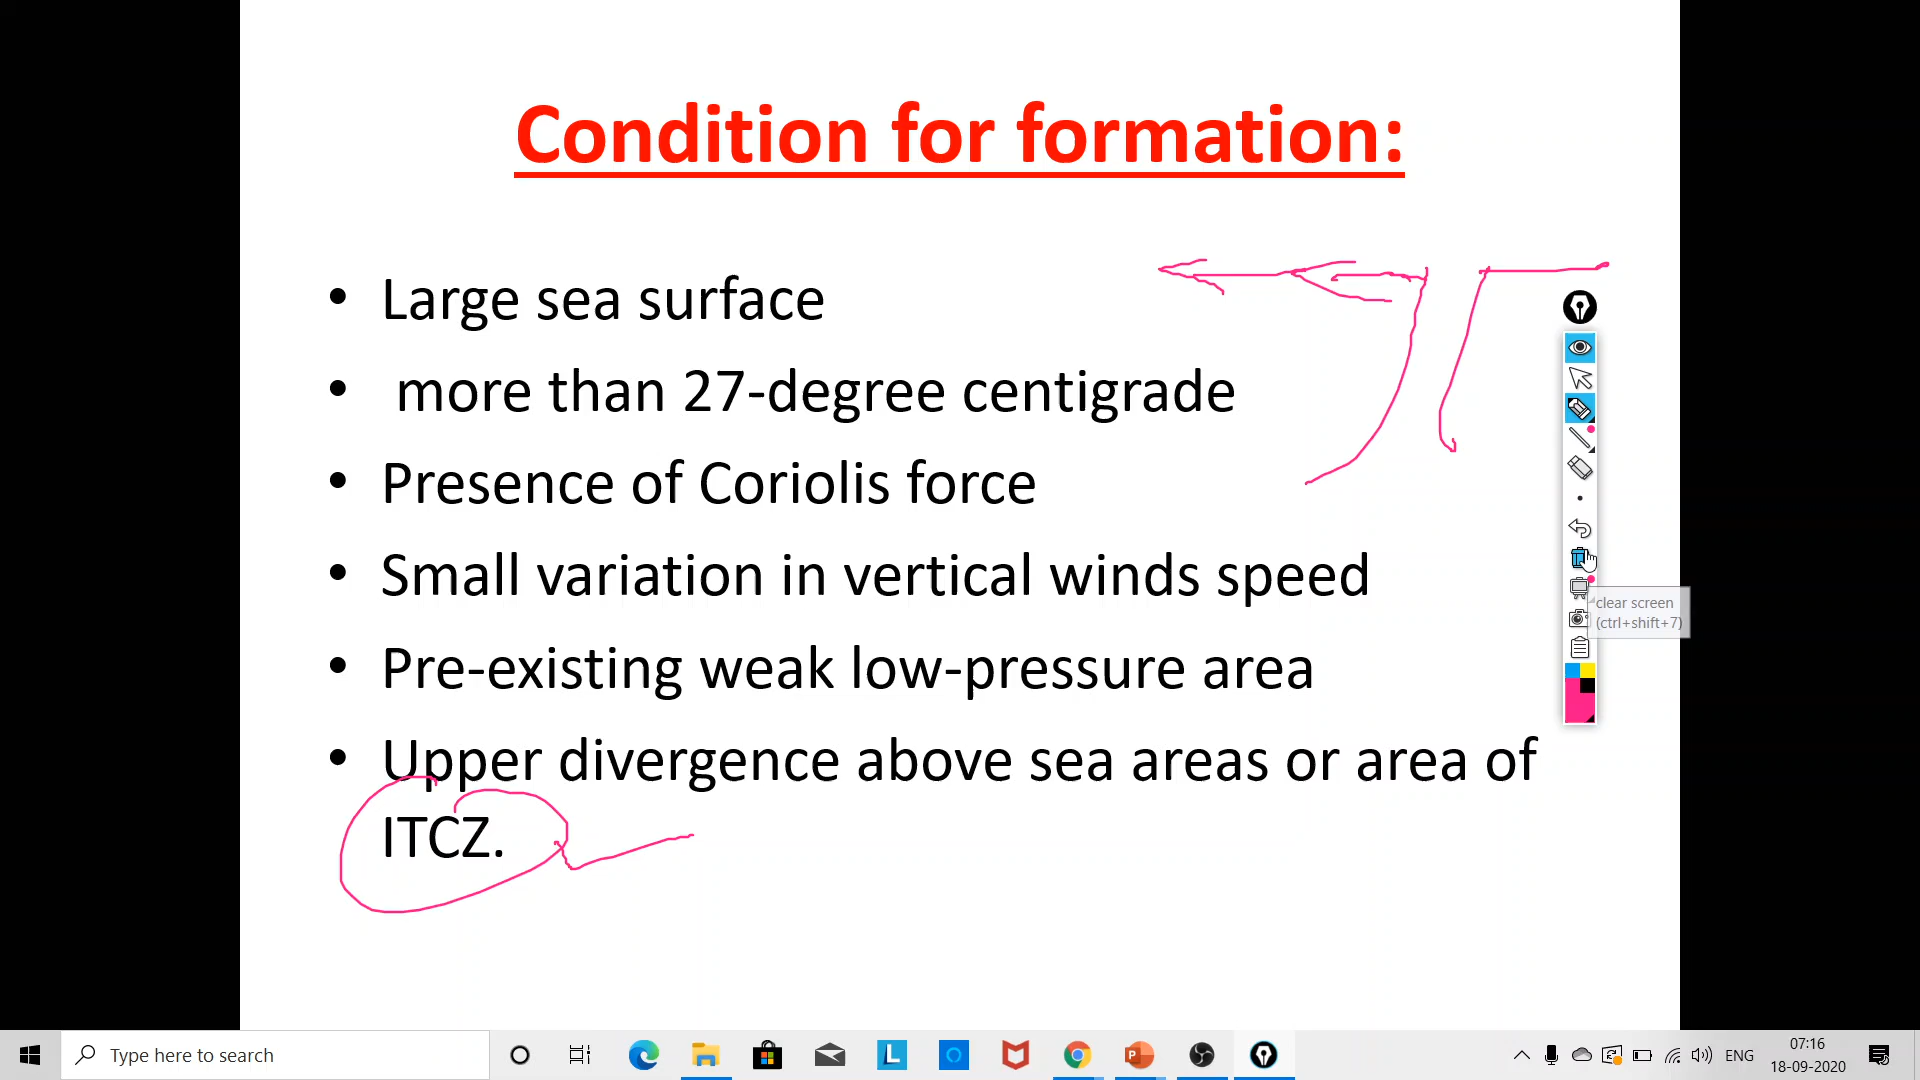 Condition for formation:
• Large sea surface
• more than 27-degree centigrade
• Presence of Coriolis force
• Small variation in vertical winds speed
• Pre-existing weak low-pressure area
• Upper divergence above sea areas or area of
ITCZ.
clear screen
(ctrl+shift+7)
Type here to search
L
P
ENG
07:16
18-09-2020